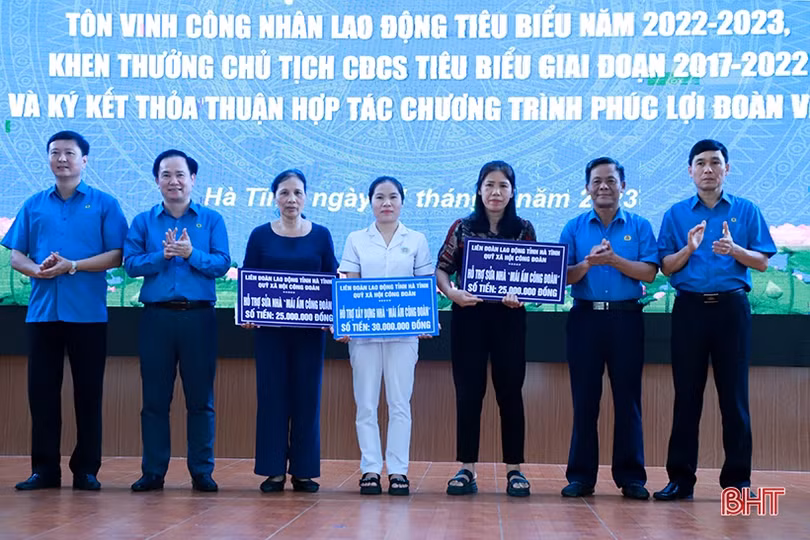 TÔN VINH CÔNG NHÂN LAO ĐỘNG TIÊU BIỂU NĂM 2022-2023,
KHEN THƯỞNG CHỦ TỊCH CĐCS TIÊU BIỂU GIAI ĐOẠN 2017-2022
VÀ KÝ KẾT THỎA THUẬN HỢP TÁC CHƯƠNG TRÌNH PHÚC LỢI ĐOÀN V
Hà ngày tháng năm
LIÊN ĐOÀN LAO ĐỘNG TỈNH HÀ TĨNH
QUỸ XÃ HỘI CÔNG ĐOÀN
HỖ TRỢ SỬA NHÀ "MÁI ẤM CÔNG ĐOÀN"
SỐ TIỀN: 25.000.000 ĐỒNG
LIÊN ĐOÀN LAO ĐỘNG TỈNH HÀ TĨNH
QUỸ XÃ HỘI CÔNG ĐOÀN
HỖ TRỢ XÂY DỰNG NHÀ "MÁI ẤM CÔNG ĐOÀN"
SỐ TIỀN: 30.000.000 ĐỒNG
LIÊN ĐOÀN LAO ĐỘNG TỈNH HÀ TĨNH
QUỸ XÃ HỘI CÔNG ĐOÀN
HỖ TRỢ SỬA NHÀ "MÁI ẤM CÔNG ĐOÀN"
SỐ TIỀN: 25.000.000 ĐỒNG
BHT